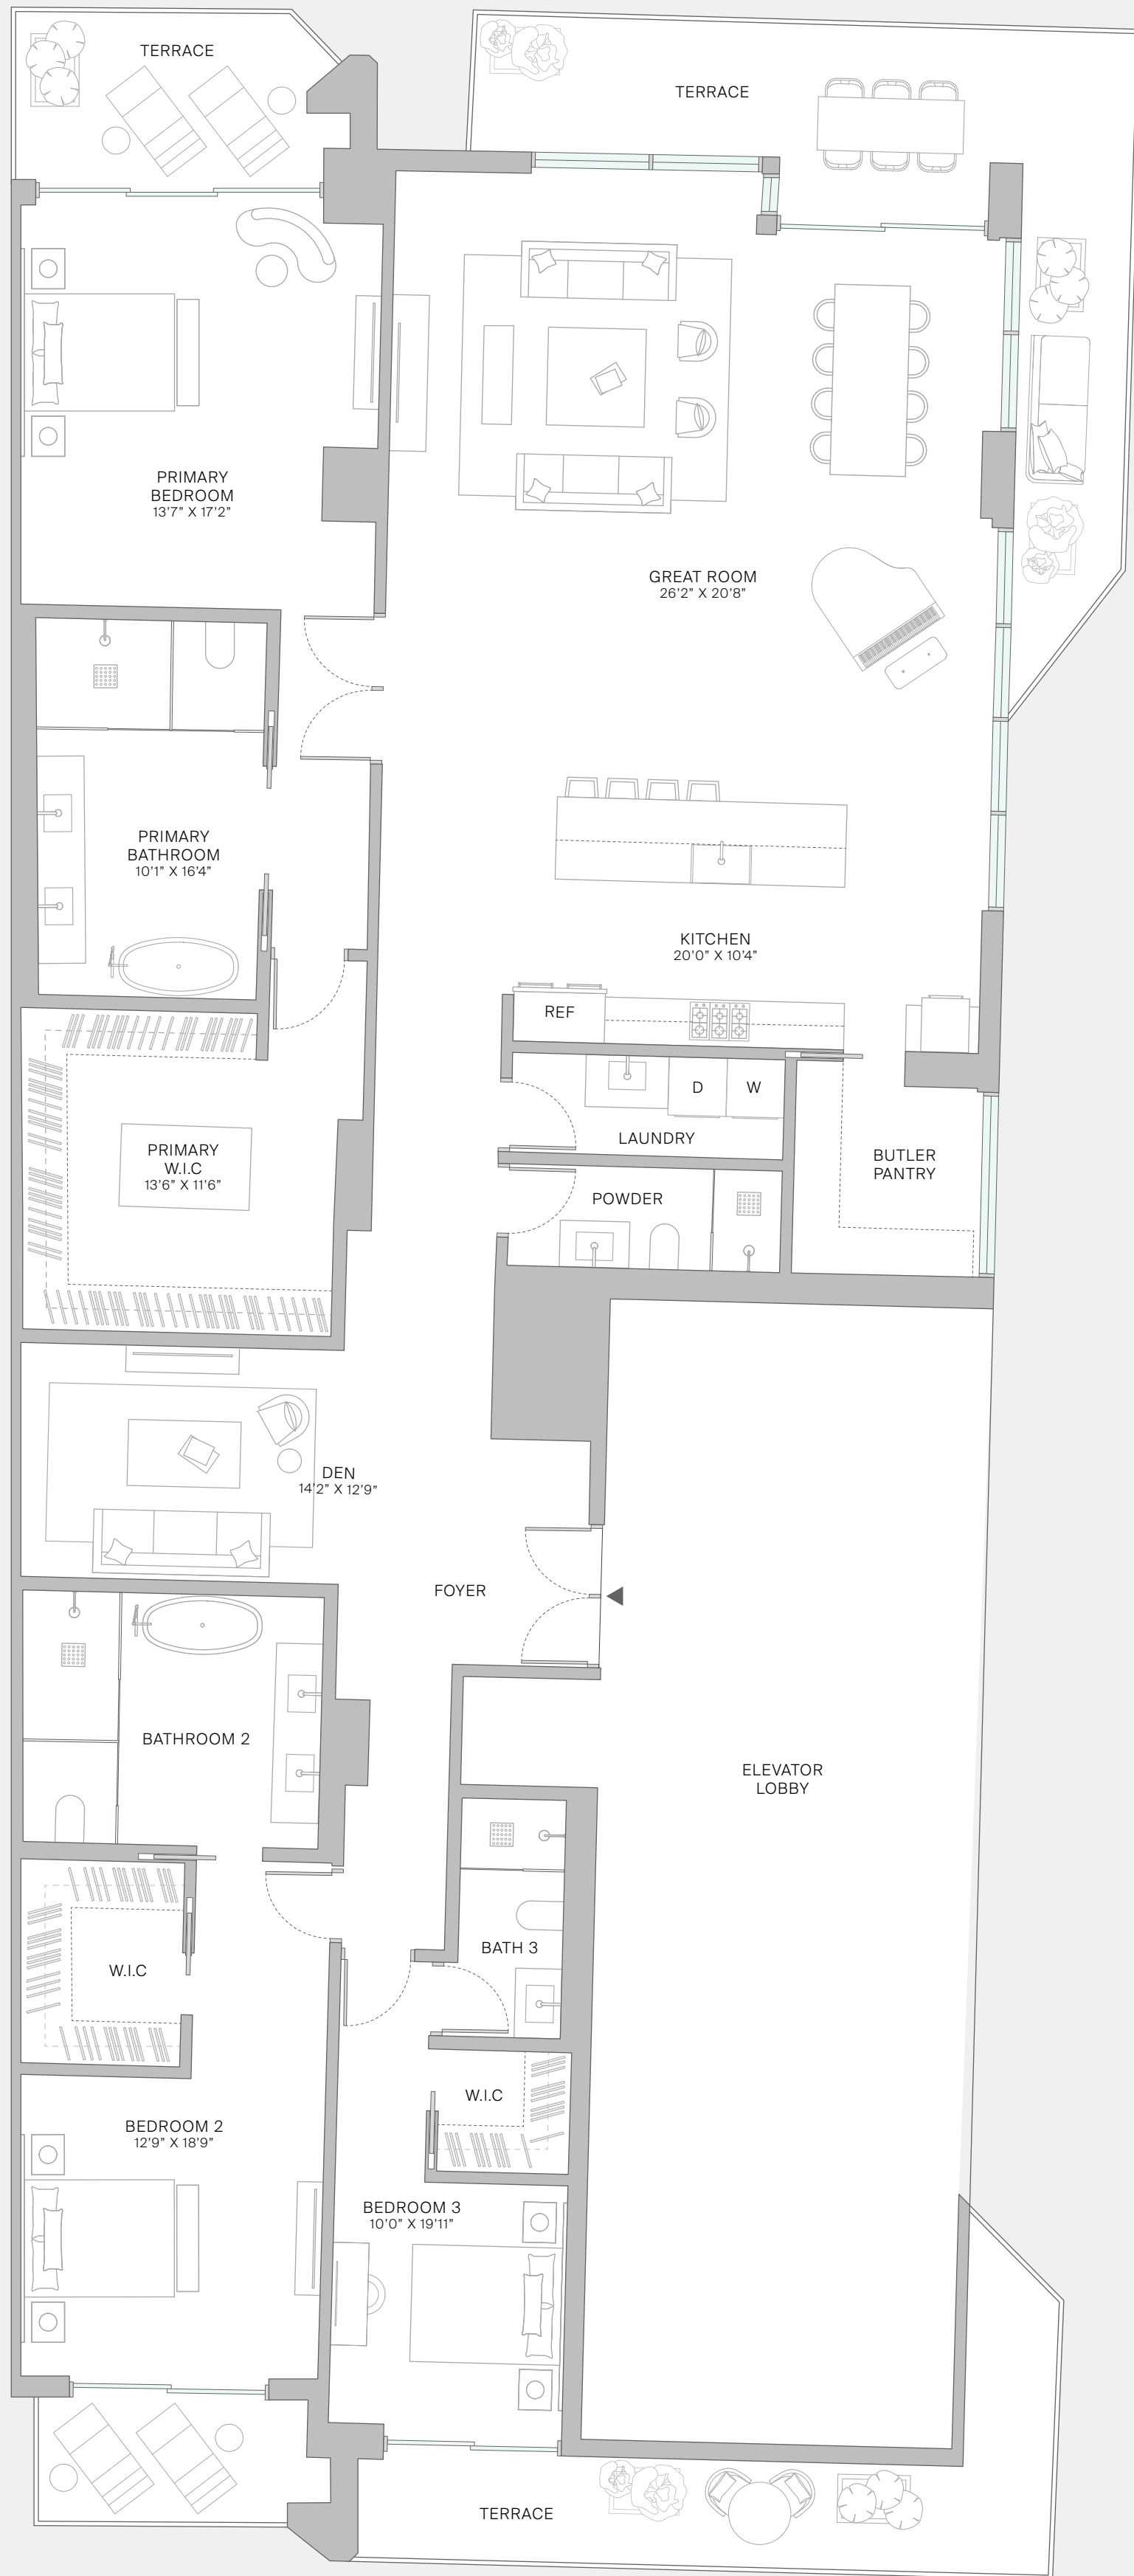 TERRACE
TERRACE
PRIMARY
BEDROOM
13'7" X 17'2"
GREAT ROOM
26'2" X 20'8"
PRIMARY
BATHROOM
10'1" X 16'4"
KITCHEN
20'0" X 10'4"
REF
D
W
LAUNDRY
PRIMARY
W.I.C
13'6" X 11'6"
BUTLER
PANTRY
POWDER
DEN
14'2" X 12'9"
FOYER
BATHROOM 2
ELEVATOR
LOBBY
BATH 3
W.I.C
W.I.C
BEDROOM 2
12'9" X 18'9"
BEDROOM 3
10'0" X 19'11"
TERRACE